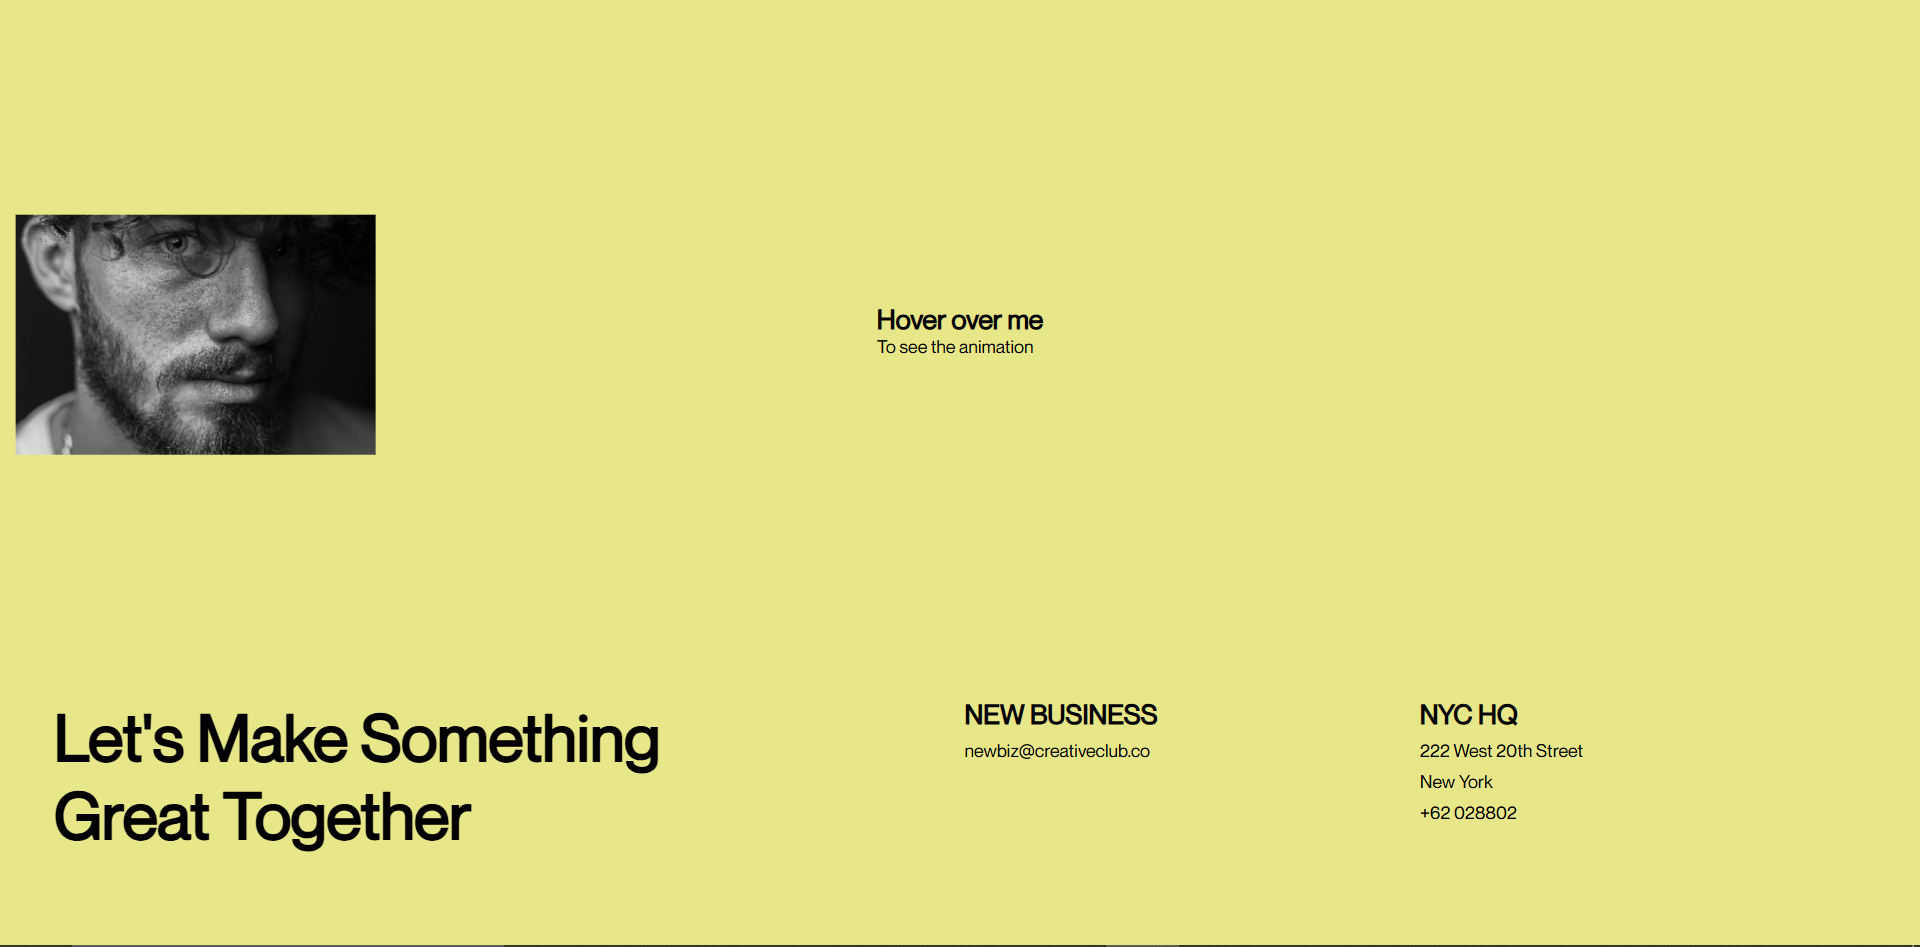 Hover over me
To see the animation
Let's Make Something
Great Together
NEW BUSINESS
newbiz@creativeclub.co
NYC HQ
222 West 20th Street
New York
+62 028802